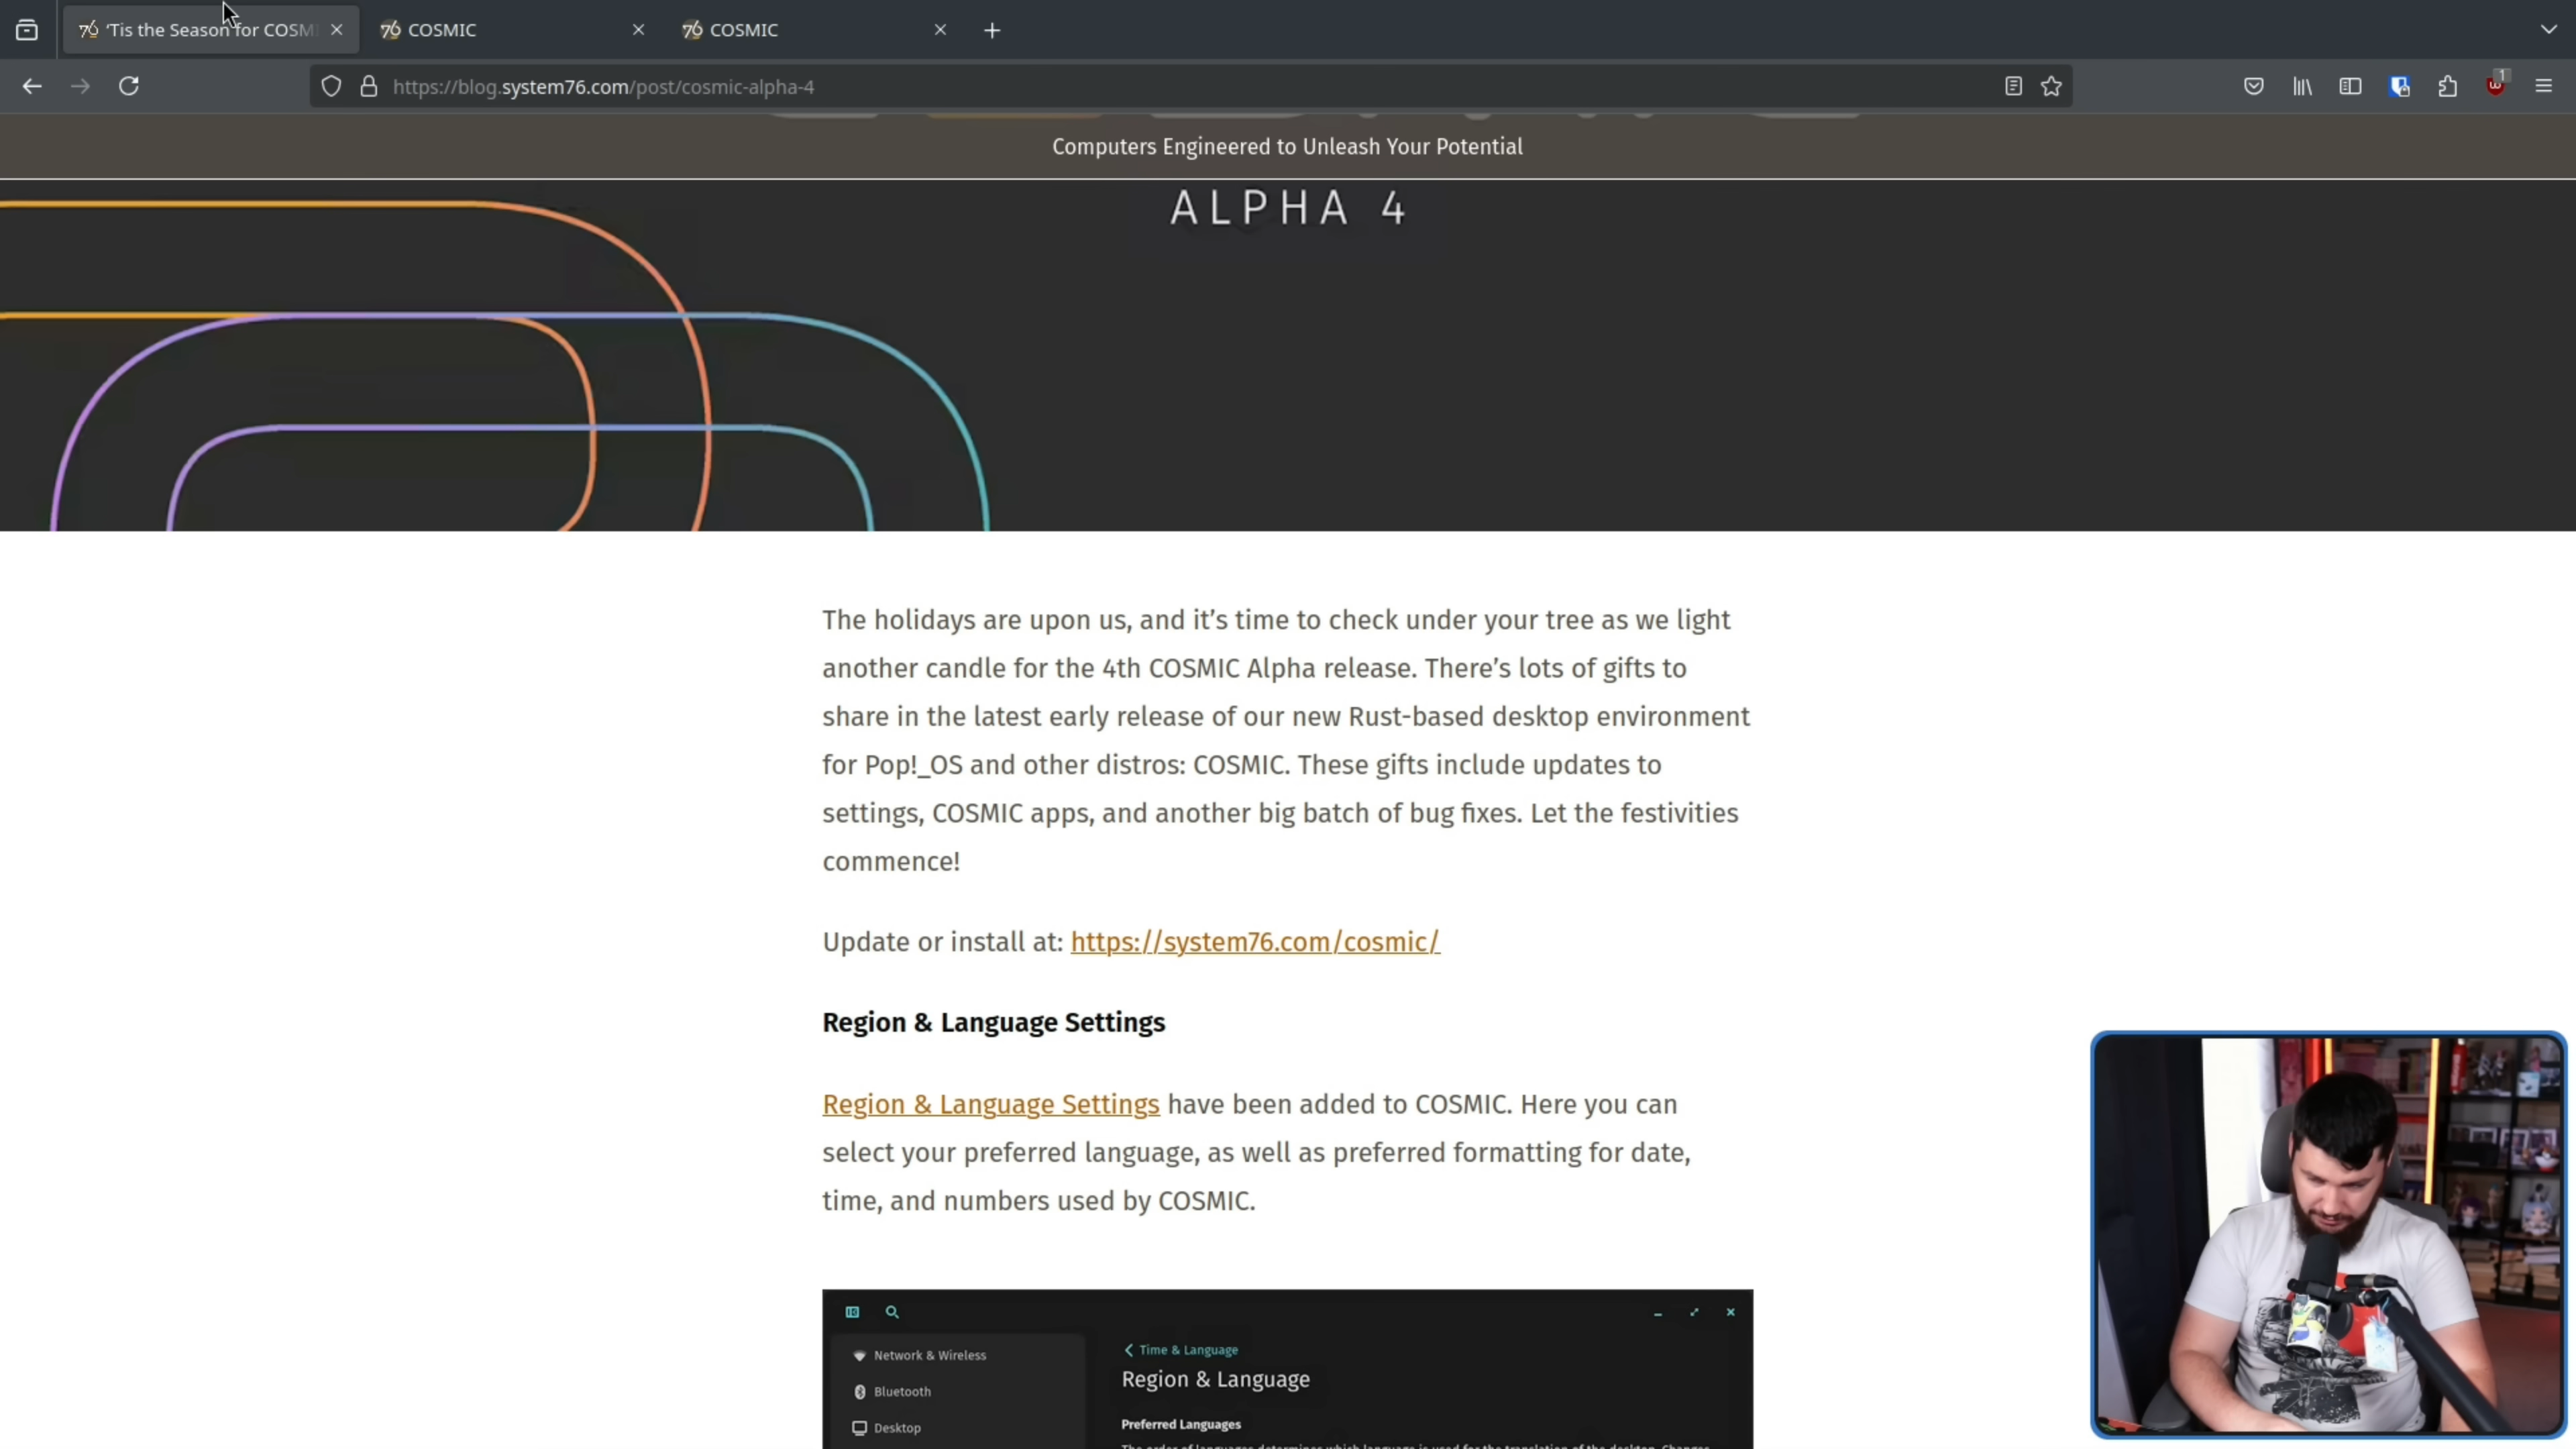 'Tis the Season for COSM
COSMIC
COSMIC
https://blog.system76.com/post/cosmic-alpha-4
1
Computers Engineered to Unleash Your Potential
ALPHA 4
The holidays are upon us, and it’s time to check under your tree as we light
another candle for the 4th COSMIC Alpha release. There’s lots of gifts to
share in the latest early release of our new Rust-based desktop environment
for Pop!_OS and other distros: COSMIC. These gifts include updates to
settings, COSMIC apps, and another big batch of bug fixes. Let the festivities
commence!
Update or install at: https://system76.com/cosmic/
Region & Language Settings
Region & Language Settings have been added to COSMIC. Here you can
select your preferred language, as well as preferred formatting for date,
time, and numbers used by COSMIC.
Network & Wireless
Bluetooth
Desktop
Time & Language
Region & Language
Preferred Languages